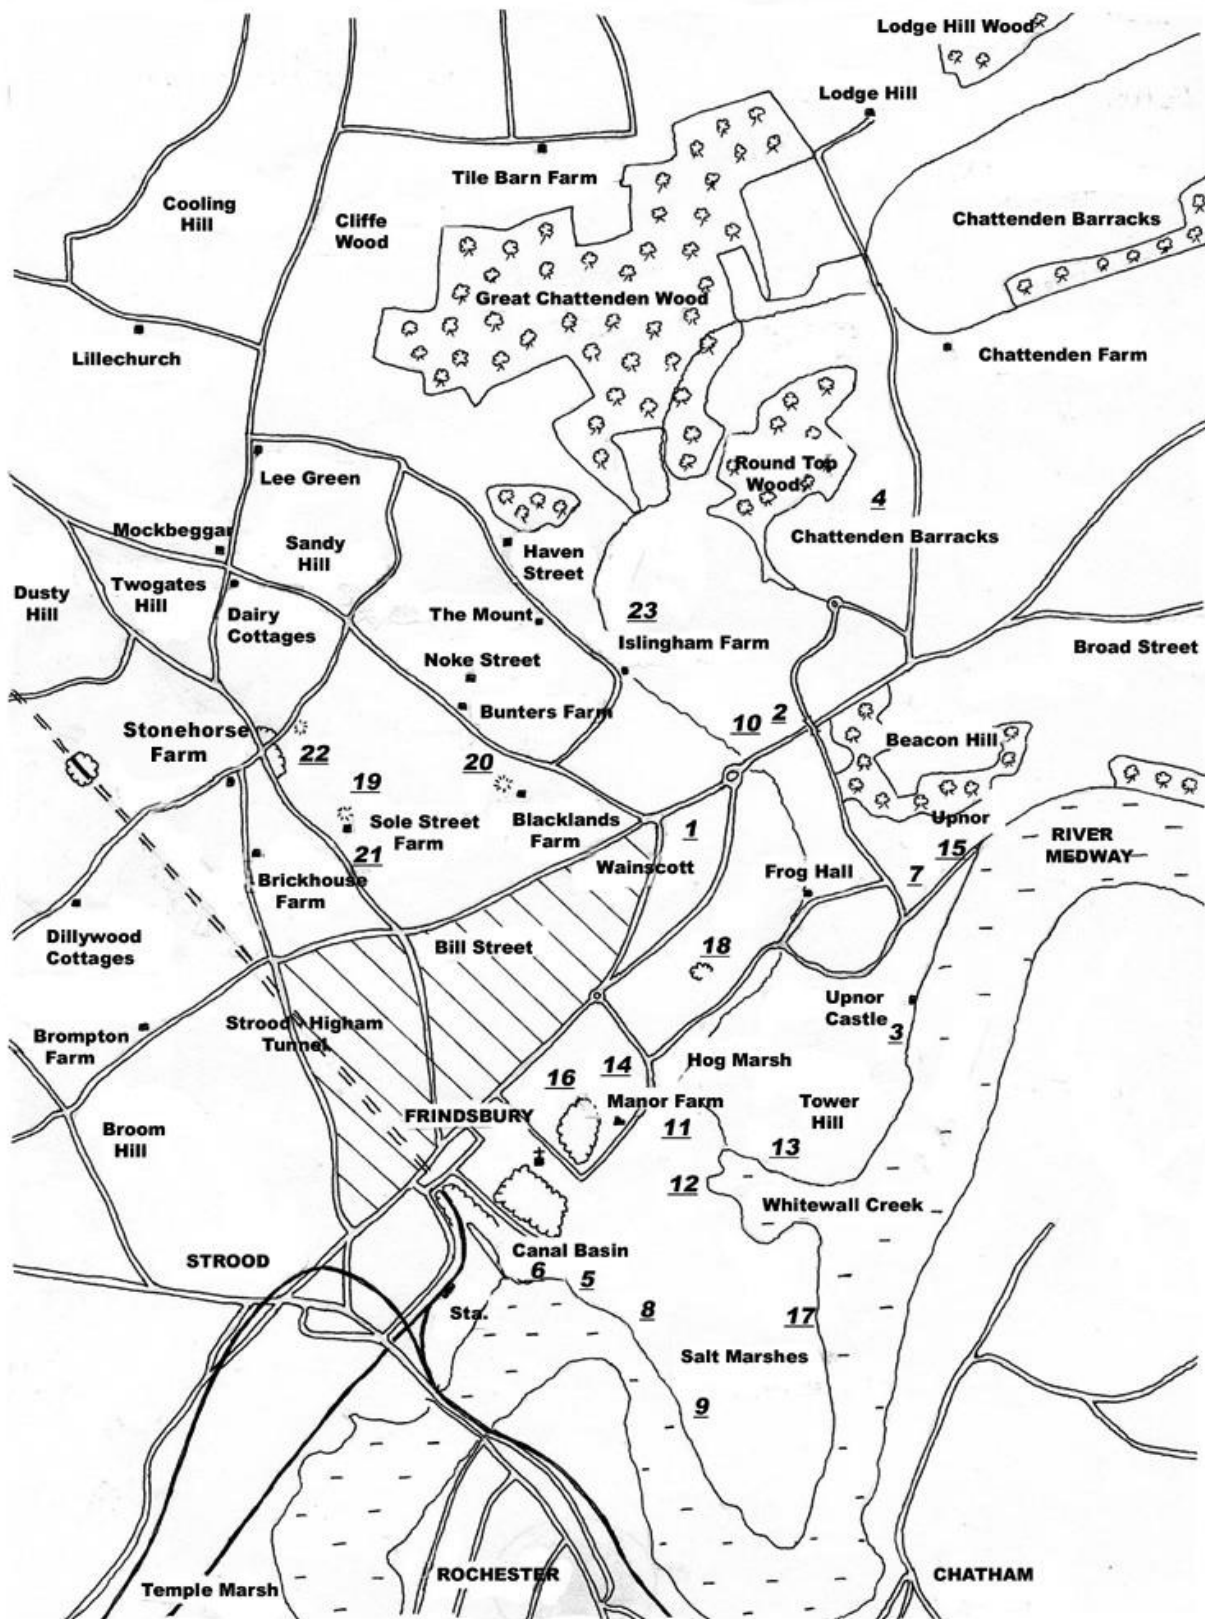 Lodge Hill Wood
Lodge Hill
Tile Barn Farm
Cooling
Hill
Cliffe
Wood
Chattenden Barracks
Great Chattenden Wood
Lillechurch
Chattenden Farm
Lee Green
Round Top
Wood
4
Mockbeggar
Sandy
Hill
Chattenden Barracks
Haven
Street
Dusty
Hill
Twogates
Hill
Dairy
Cottages
The Mount
23
Islingham Farm
Broad Street
Noke Street
Bunters Farm
10
2
Stonehorse
Farm
22
20
Beacon Hill
19
Sole Street
Farm
21
Blacklands
Farm
1
Upnor
15
RIVER
MEDWAY
Wainscott
Frog Hall
7
Brickhouse
Farm
Dillywood
Cottages
Bill Street
18
Upnor
Castle
3
Brompton
Farm
Strood - Higham
Tunnel
Hog Marsh
16
14
FRINDSBURY
Manor Farm
11
Tower
Hill
Broom
Hill
13
12
Whitewall Creek
STROOD
Canal Basin
6
5
Sta.
8
17
Salt Marshes
9
Temple Marsh
ROCHESTER
CHATHAM